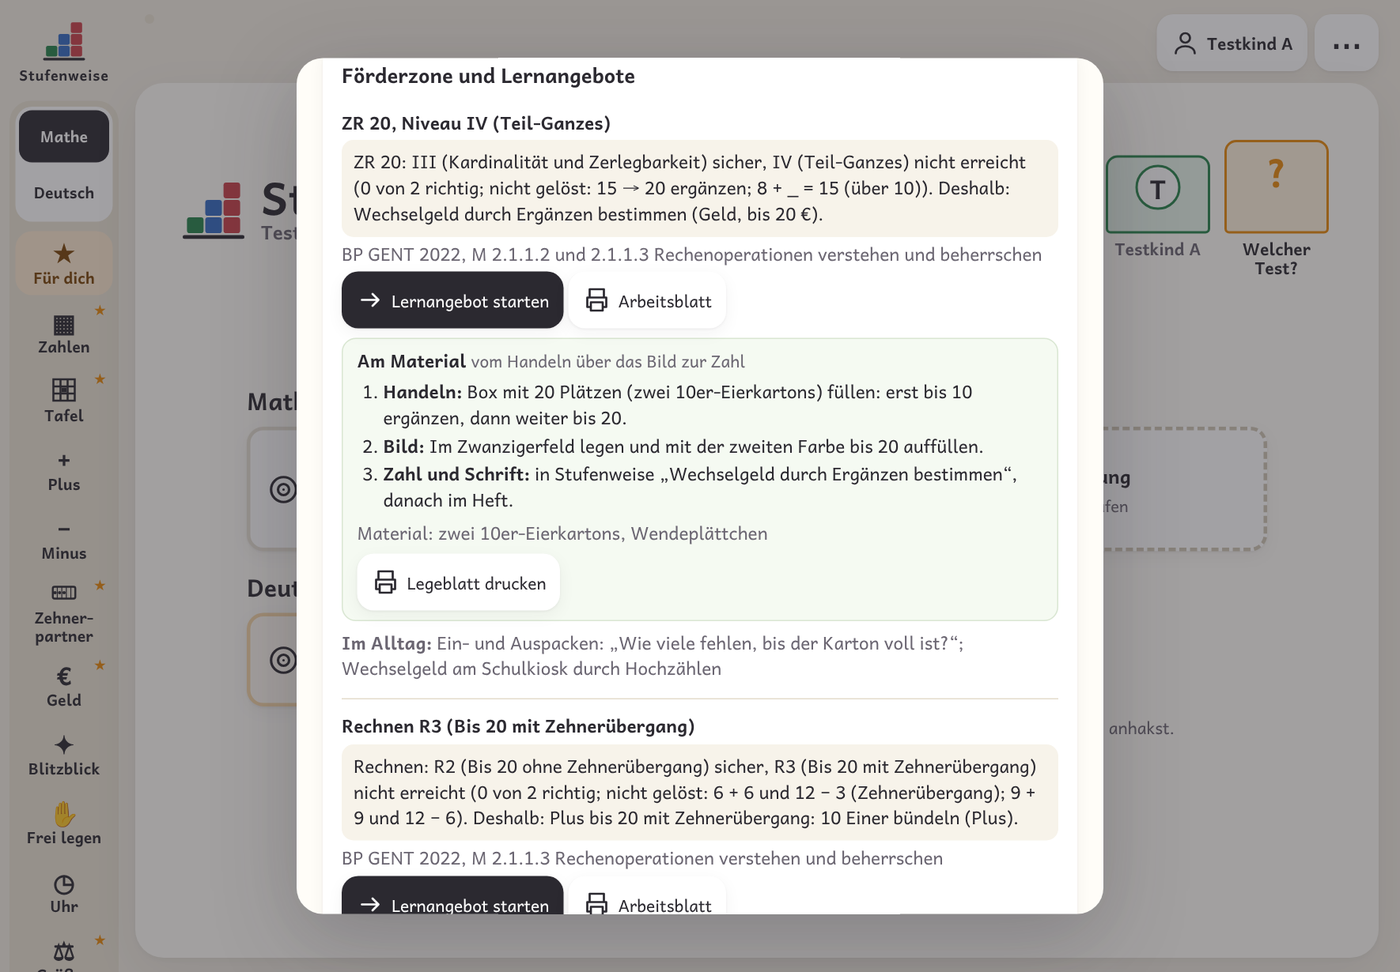 Stufenweise
Mathe
Deutsch
Für dich
Zahlen
Tafel
+
Plus
−
Minus
Zehner-
partner
€
Geld
Blitzblick
Frei legen
Uhr
Testkind A
...
St
Test
T
Testkind A
?
Welcher
Test?
Math
Deut
ung
fen
anhakst.
Förderzone und Lernangebote
ZR 20, Niveau IV (Teil-Ganzes)
ZR 20: III (Kardinalität und Zerlegbarkeit) sicher, IV (Teil-Ganzes) nicht erreicht
(0 von 2 richtig; nicht gelöst: 15 → 20 ergänzen; 8 + _ = 15 (über 10)). Deshalb:
Wechselgeld durch Ergänzen bestimmen (Geld, bis 20 €).
BP GENT 2022, M 2.1.1.2 und 2.1.1.3 Rechenoperationen verstehen und beherrschen
→ Lernangebot starten
Arbeitsblatt
Am Material vom Handeln über das Bild zur Zahl
1. Handeln: Box mit 20 Plätzen (zwei 10er-Eierkartons) füllen: erst bis 10
ergänzen, dann weiter bis 20.
2. Bild: Im Zwanzigerfeld legen und mit der zweiten Farbe bis 20 auffüllen.
3. Zahl und Schrift: in Stufenweise „Wechselgeld durch Ergänzen bestimmen“,
danach im Heft.
Material: zwei 10er-Eierkartons, Wendeplättchen
Legeblatt drucken
Im Alltag: Ein- und Auspacken: „Wie viele fehlen, bis der Karton voll ist?“;
Wechselgeld am Schulkiosk durch Hochzählen
Rechnen R3 (Bis 20 mit Zehnerübergang)
Rechnen: R2 (Bis 20 ohne Zehnerübergang) sicher, R3 (Bis 20 mit Zehnerübergang)
nicht erreicht (0 von 2 richtig; nicht gelöst: 6 + 6 und 12 − 3 (Zehnerübergang); 9 +
9 und 12 − 6). Deshalb: Plus bis 20 mit Zehnerübergang: 10 Einer bündeln (Plus).
BP GENT 2022, M 2.1.1.3 Rechenoperationen verstehen und beherrschen
→ Lernangebot starten
Arbeitsblatt